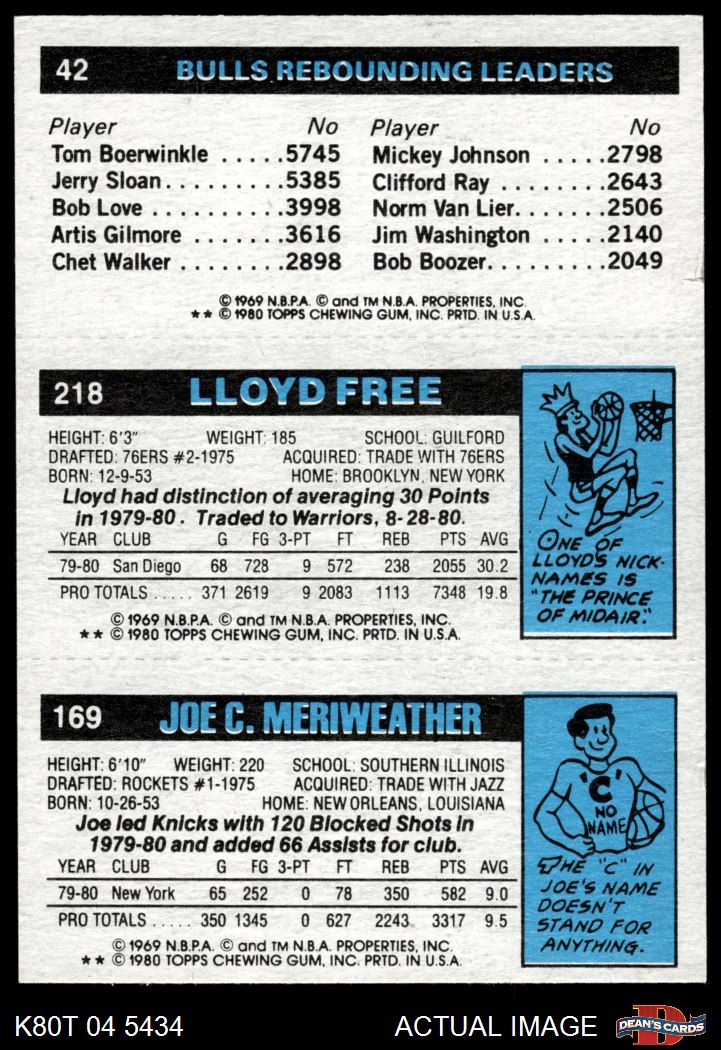 42 BULLS REBOUNDING LEADERS
Player No Player No
Tom Boerwinkle .....5745 Mickey Johnson .....2798
Jerry Sloan.........5385 Clifford Ray ........2643
Bob Love ..........3998 Norm Van Lier.......2506
Artis Gilmore .......3616 Jim Washington .....2140
Chet Walker ........2898 Bob Boozer.........2049
© 1969 N.B.P.A. © and TM N.B.A. PROPERTIES, INC.
** © 1980 TOPPS CHEWING GUM, INC. PRTD. IN U.S.A.
218 LLOYD FREE
HEIGHT: 6'3" WEIGHT: 185 SCHOOL: GUILFORD
DRAFTED: 76ERS #2-1975 ACQUIRED: TRADE WITH 76ERS
BORN: 12-9-53 HOME: BROOKLYN, NEW YORK
Lloyd had distinction of averaging 30 Points
in 1979-80. Traded to Warriors, 8-28-80.
YEAR CLUB G FG 3-PT FT REB PTS AVG
79-80 San Diego 68 728 9 572 238 2055 30.2
PRO TOTALS ..... 371 2619 9 2083 1113 7348 19.8
© 1969 N.B.P.A. © and TM N.B.A. PROPERTIES, INC.
** © 1980 TOPPS CHEWING GUM, INC. PRTD. IN U.S.A.
ONE OF
LLOYD'S NICK-
NAMES IS
"THE PRINCE
OF MIDAIR."
169 JOE C. MERIWEATHER
HEIGHT: 6'10" WEIGHT: 220 SCHOOL: SOUTHERN ILLINOIS
DRAFTED: ROCKETS #1-1975 ACQUIRED: TRADE WITH JAZZ
BORN: 10-26-53 HOME: NEW ORLEANS, LOUISIANA
Joe led Knicks with 120 Blocked Shots in
1979-80 and added 66 Assists for club.
YEAR CLUB G FG 3-PT FT REB PTS AVG
79-80 New York 65 252 0 78 350 582 9.0
PRO TOTALS ..... 350 1345 0 627 2243 3317 9.5
© 1969 N.B.P.A. © and TM N.B.A. PROPERTIES, INC.
** © 1980 TOPPS CHEWING GUM, INC. PRTD. IN U.S.A.
'C'
NO
NAME
THE "C" IN
JOE'S NAME
DOESN'T
STAND FOR
ANYTHING.
K80T 04 5434 ACTUAL IMAGE D DEAN'S CARDS